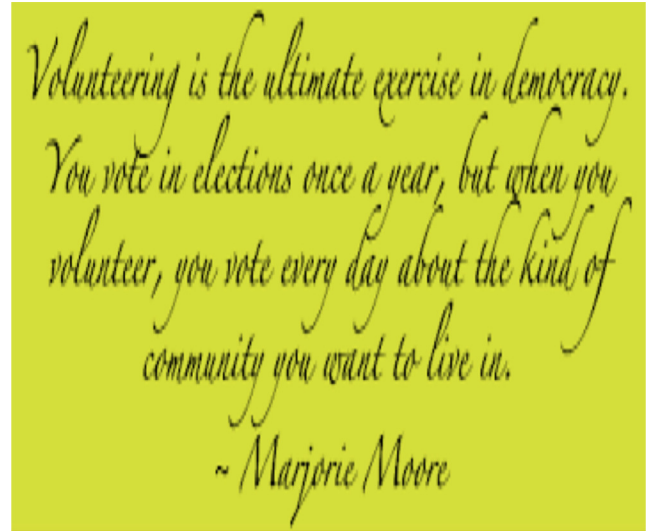 Volunteering is the ultimate exercise in democracy.
You vote in elections once a year, but when you
volunteer, you vote every day about the kind of
community you want to live in.
~ Marjorie Moore